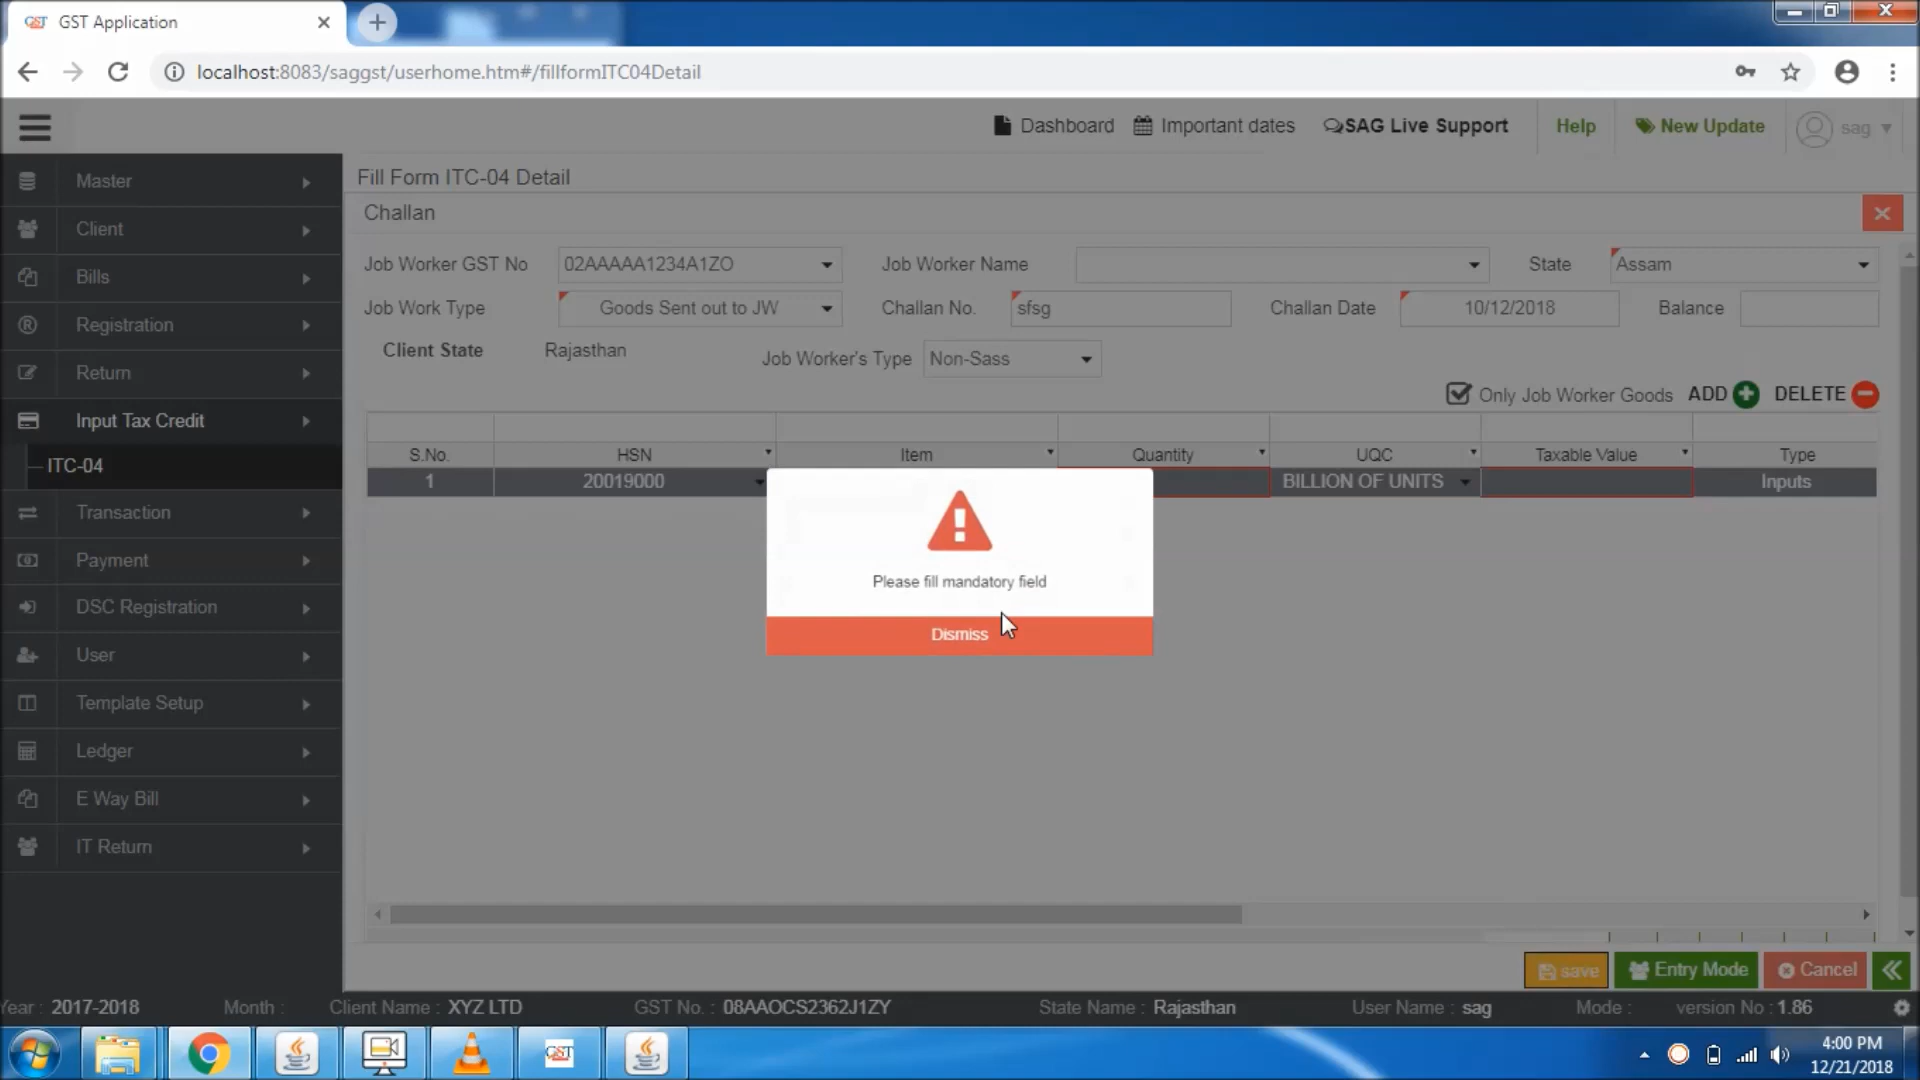 GST GST Application
localhost:8083/saggst/userhome.htm#/fillformITC04Detail
Dashboard Important dates SAG Live Support Help New Update sag
Master
Client
Bills
Registration
Return
Input Tax Credit
ITC-04
Transaction
Payment
DSC Registration
User
Template Setup
Ledger
E Way Bill
IT Return
Fill Form ITC-04 Detail
Challan
Job Worker GST No 02AAAAA1234A1ZO Job Worker Name State Assam
Job Work Type Goods Sent out to JW Challan No. sfsg Challan Date 10/12/2018 Balance
Client State Rajasthan Job Worker's Type Non-Sass
Only Job Worker Goods ADD DELETE
S.No. HSN Item Quantity UQC Taxable Value Type
1 20019000 BILLION OF UNITS Inputs
Please fill mandatory field
Dismiss
save Entry Mode Cancel
Year : 2017-2018 Month : Client Name : XYZ LTD GST No. : 08AAOCS2362J1ZY State Name : Rajasthan User Name : sag Mode : version No : 1.86
GST
4:00 PM
12/21/2018